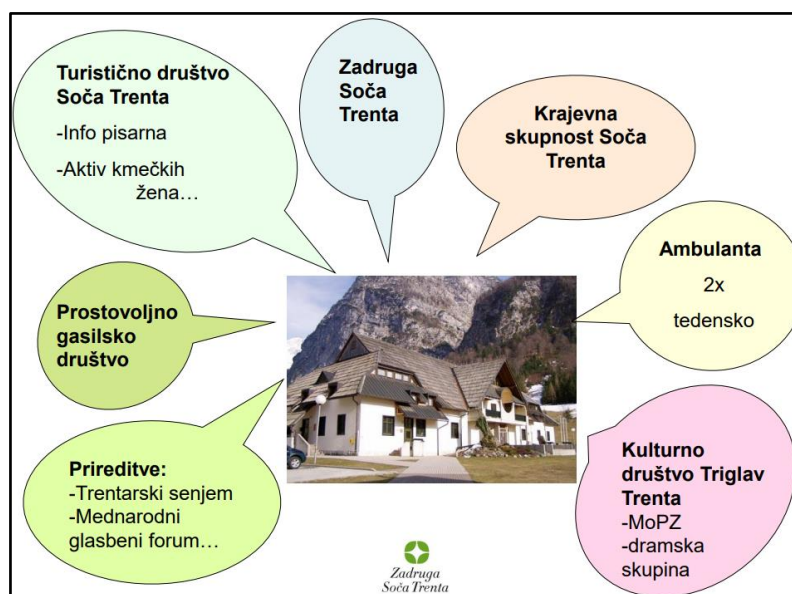 Turistično društvo
Soča Trenta
-Info pisarna
-Aktiv kmečkih
žena…
Zadruga
Soča
Trenta
Krajevna
skupnost Soča
Trenta
Ambulanta
2x
tedensko
Prostovoljno
gasilsko
društvo
Prireditve:
-Trentarski senjem
-Mednarodni
glasbeni forum…
Kulturno
društvo Triglav
Trenta
-MoPZ
-dramska
skupina
Zadruga
Soča Trenta